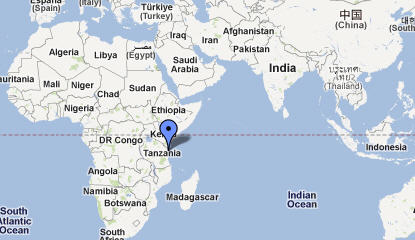 España
(Spain)
(Italy)
Türkiye
(Turkey)
中国
(China)
Iraq
Iran
Afghanistan
Pakistan
Algeria
Libya
(Egypt)
Saudi
Arabia
India
Mali
Niger
Chad
Sudan
(Thailand)
Nigeria
Ethiopia
DR Congo
Tanzania
Indonesia
Angola
Namibia
Botswana
Madagascar
Indian
Ocean
South
Atlantic
Ocean
South
Africa